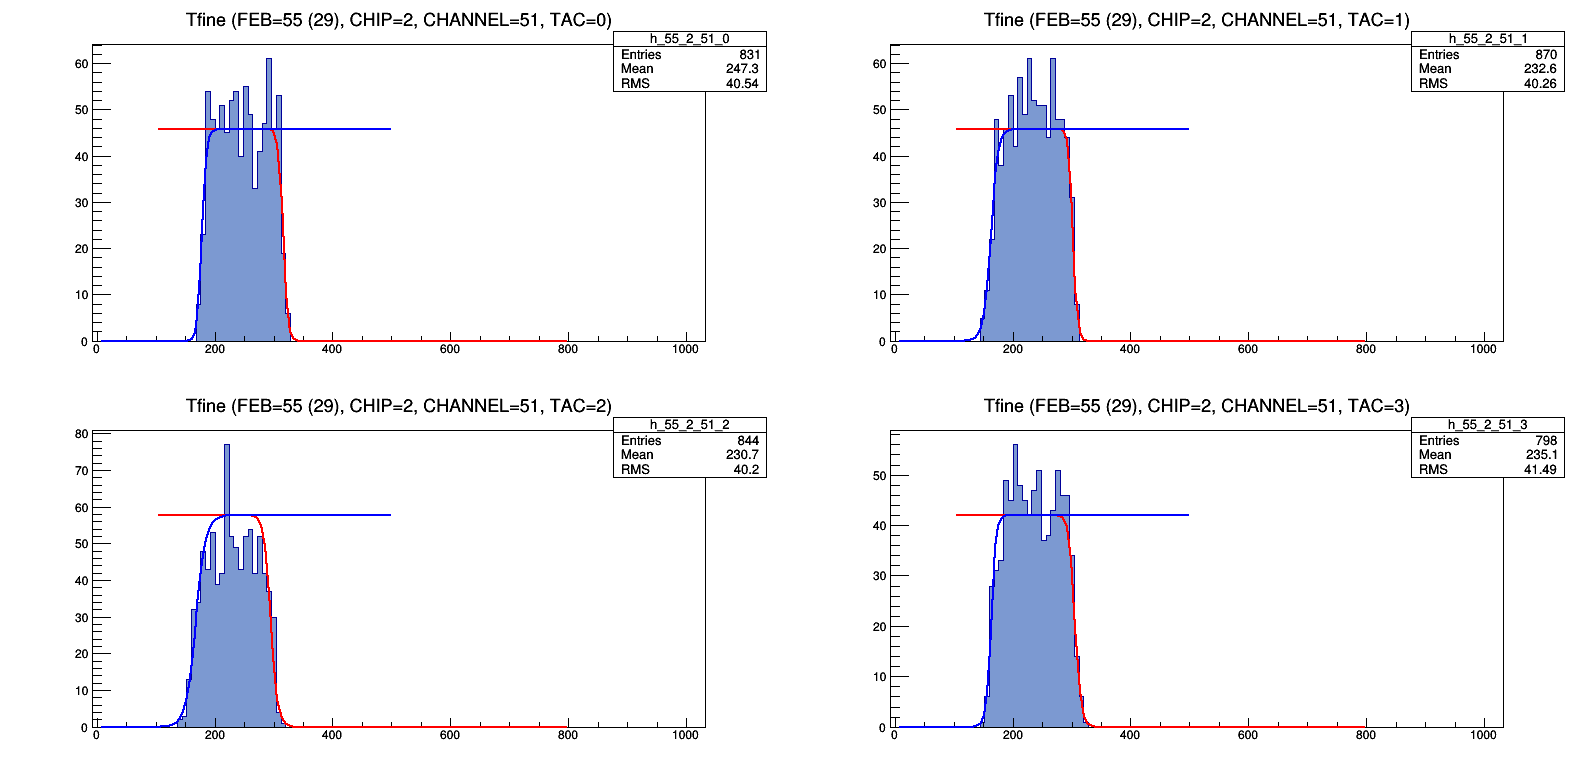 Tfine (FEB=55 (29), CHIP=2, CHANNEL=51, TAC=0)
h_55_2_51_0
Entries 831
Mean 247.3
RMS 40.54
60
50
40
30
20
10
0
0 200 400 600 800 1000
Tfine (FEB=55 (29), CHIP=2, CHANNEL=51, TAC=1)
h_55_2_51_1
Entries 870
Mean 232.6
RMS 40.26
60
50
40
30
20
10
0
0 200 400 600 800 1000
Tfine (FEB=55 (29), CHIP=2, CHANNEL=51, TAC=2)
h_55_2_51_2
Entries 844
Mean 230.7
RMS 40.2
80
70
60
50
40
30
20
10
0
0 200 400 600 800 1000
Tfine (FEB=55 (29), CHIP=2, CHANNEL=51, TAC=3)
h_55_2_51_3
Entries 798
Mean 235.1
RMS 41.49
50
40
30
20
10
0
0 200 400 600 800 1000